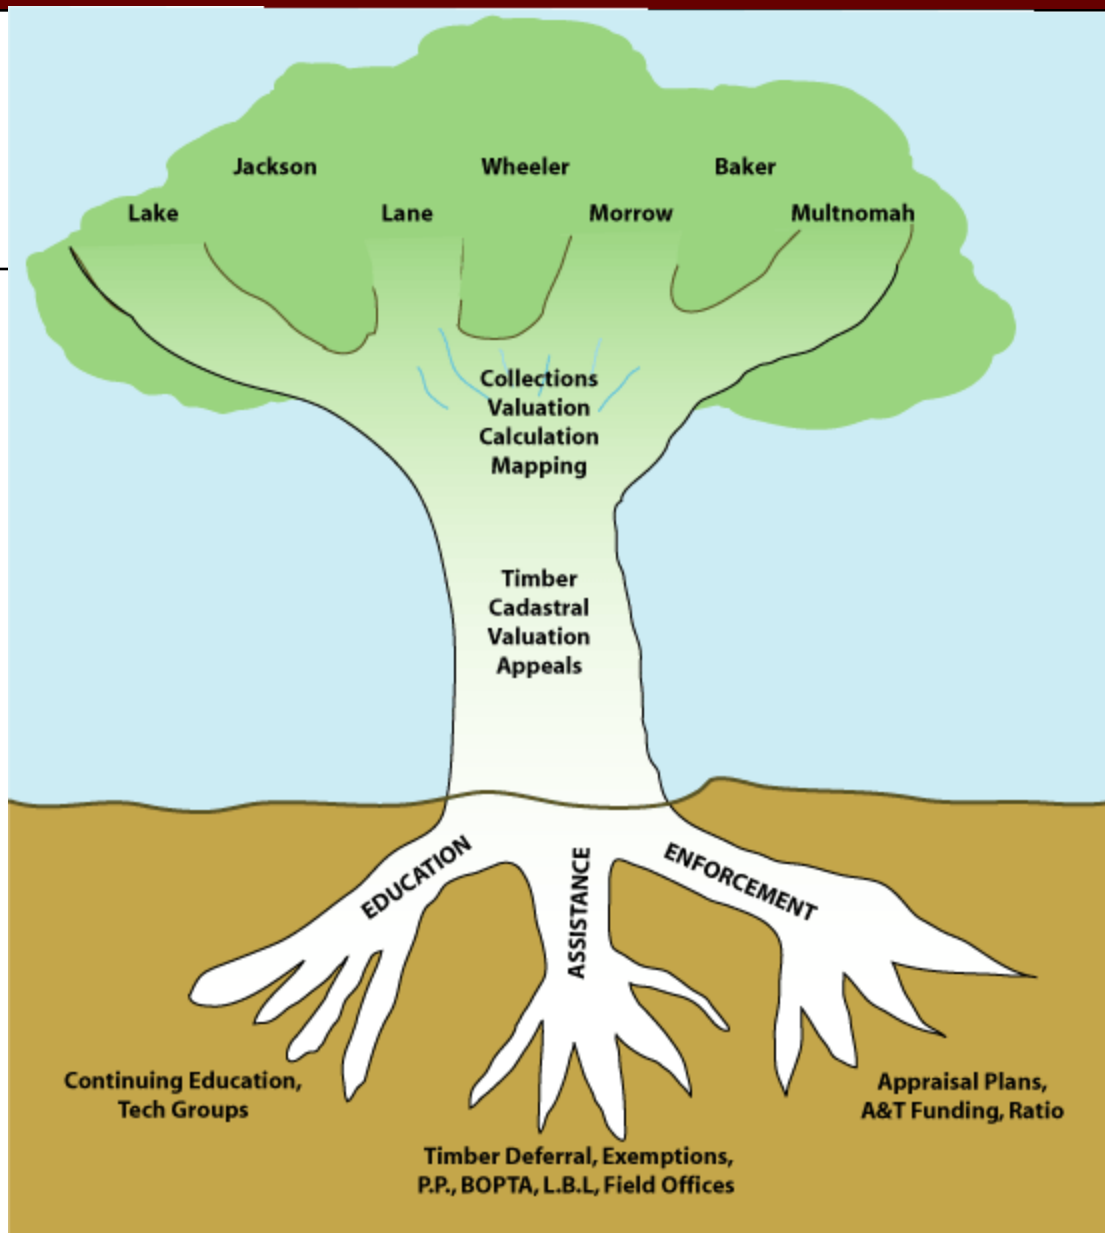 Jackson Wheeler Baker
Lake Lane Morrow Multnomah
Collections
Valuation
Calculation
Mapping
Timber
Cadastral
Valuation
Appeals
EDUCATION
ASSISTANCE
ENFORCEMENT
Continuing Education,
Tech Groups
Timber Deferral, Exemptions,
P.P., BOPTA, L.B.L, Field Offices
Appraisal Plans,
A&T Funding, Ratio